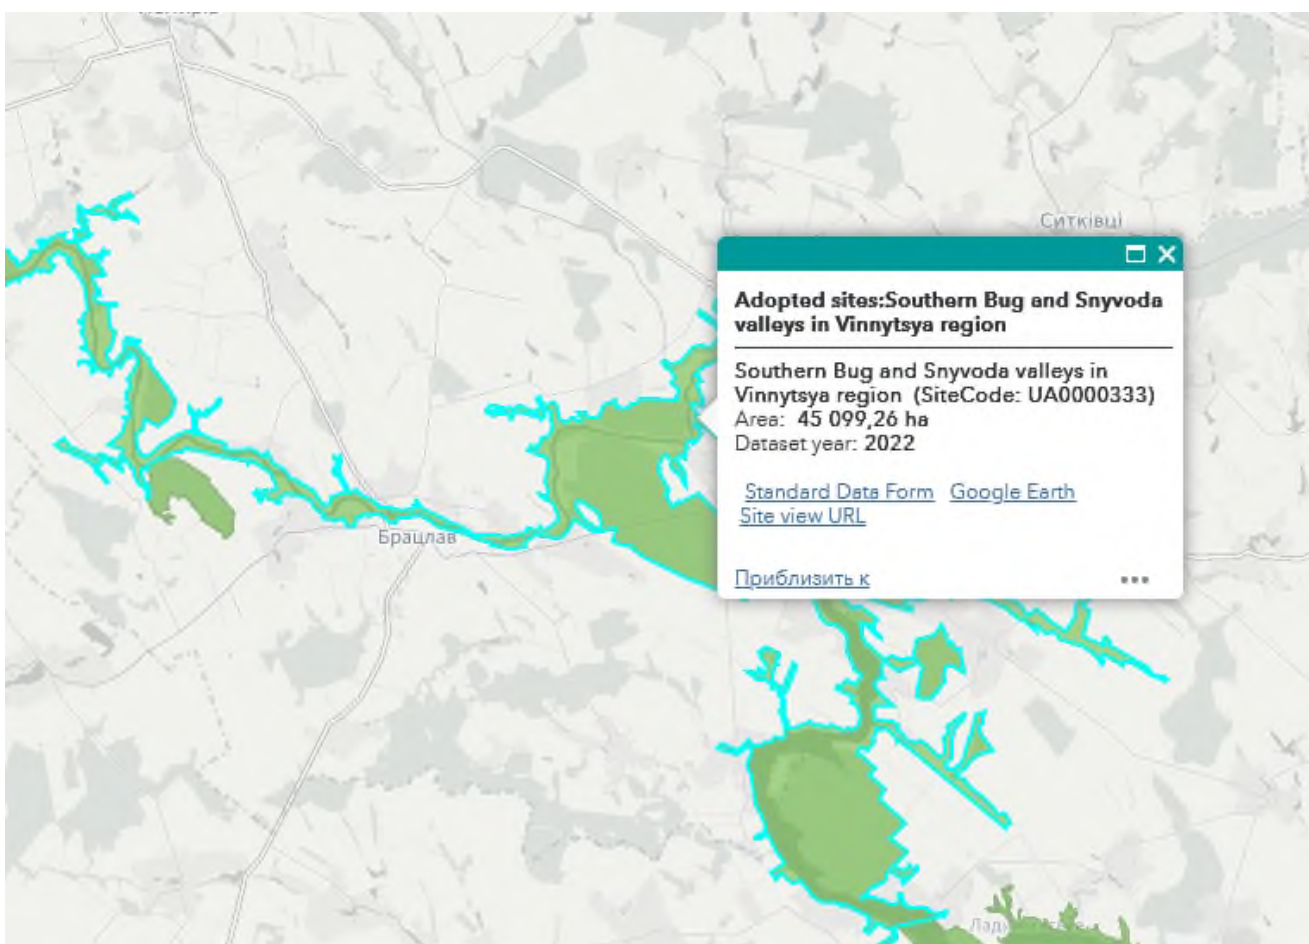 Ситківці
Adopted sites:Southern Bug and Snyvoda
valleys in Vinnytsya region
Southern Bug and Snyvoda valleys in
Vinnytsya region (SiteCode: UA0000333)
Area: 45 099,26 ha
Dataset year: 2022
Standard Data Form Google Earth
Site view URL
Приблизить к
Брацлав